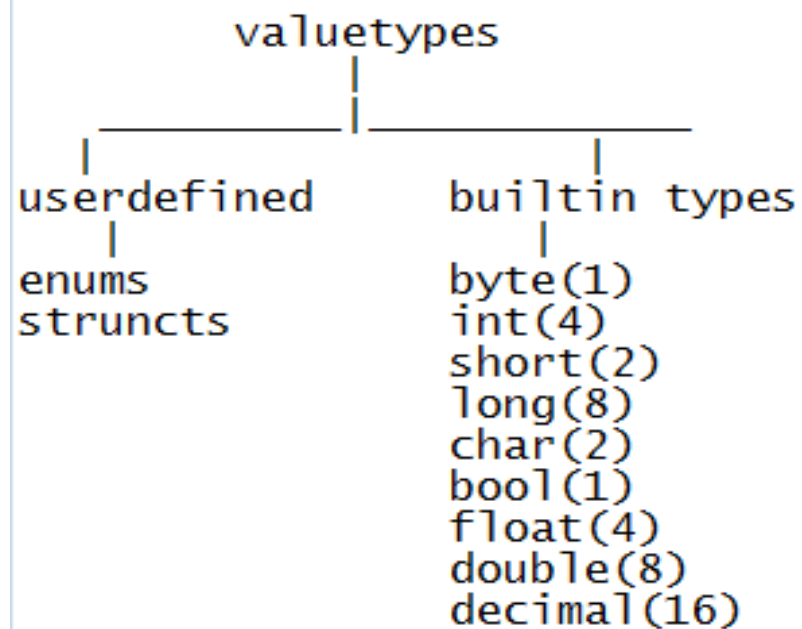 valuetypes
userdefined builtin types
enums byte(1)
structs int(4)
short(2)
long(8)
char(2)
bool(1)
float(4)
double(8)
decimal(16)